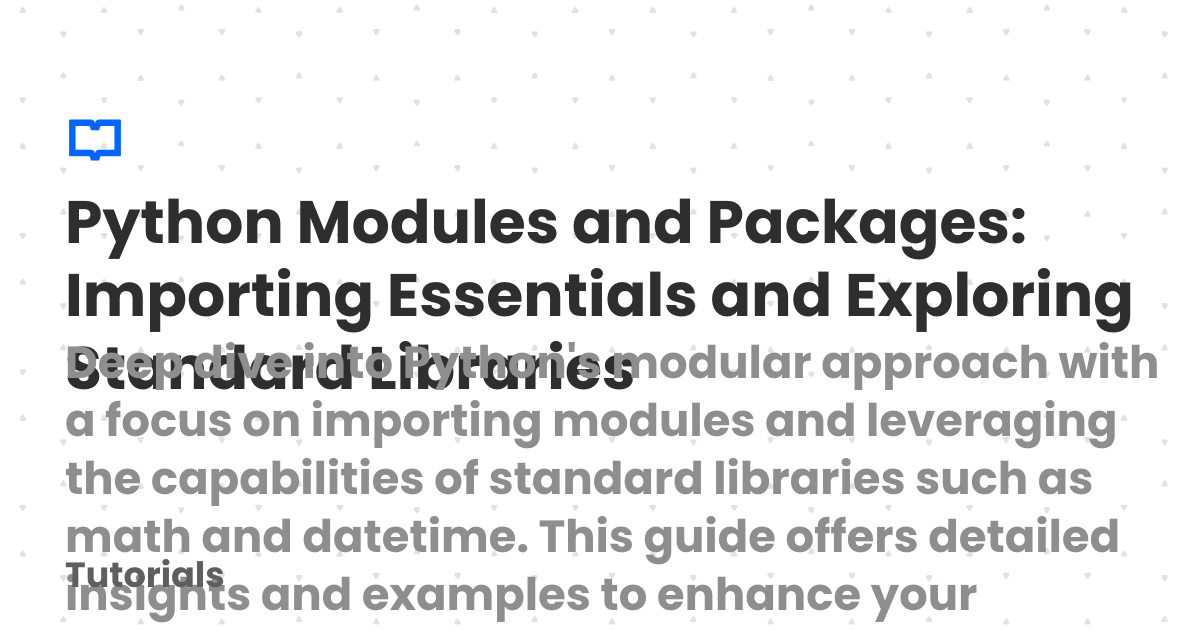 Python Modules and Packages:
Importing Essentials and Exploring
Standard Libraries
Deep dive into Python's modular approach with
a focus on importing modules and leveraging
the capabilities of standard libraries such as
math and datetime. This guide offers detailed
Tutorials
insights and examples to enhance your